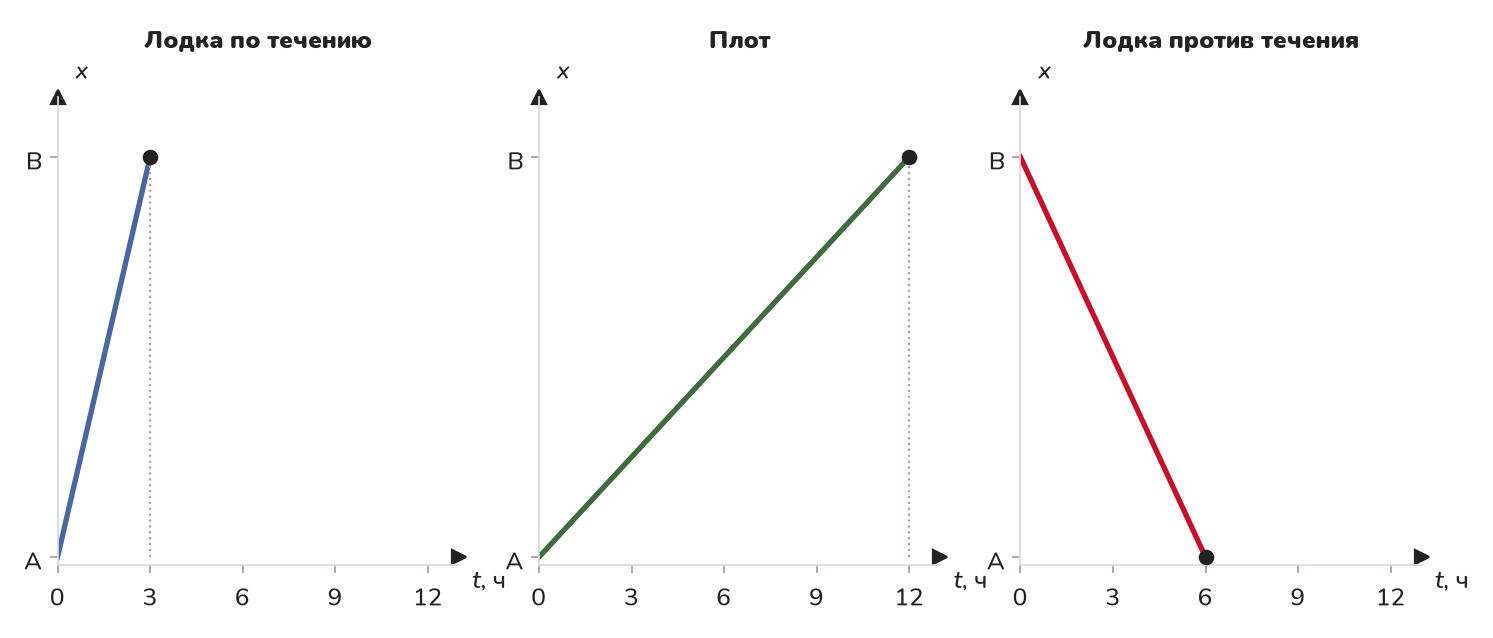 Лодка по течению
x
B
A
0 3 6 9 12
t, ч
Плот
x
B
A
0 3 6 9 12
t, ч
Лодка против течения
x
B
A
0 3 6 9 12
t, ч